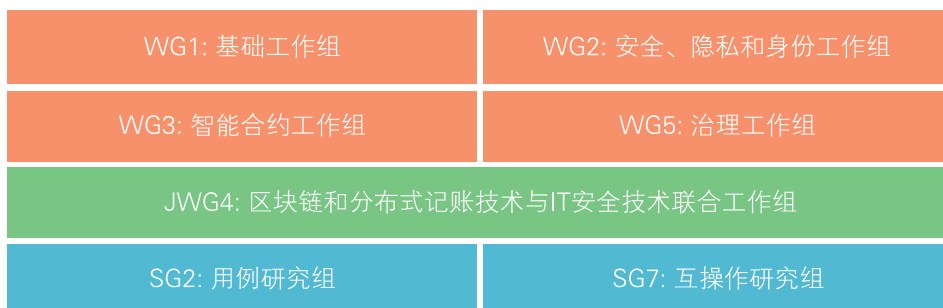 WG1: 基础工作组
WG2: 安全、隐私和身份工作组
WG3: 智能合约工作组
WG5: 治理工作组
JWG4: 区块链和分布式记账技术与IT安全技术联合工作组
SG2: 用例研究组
SG7: 互操作研究组